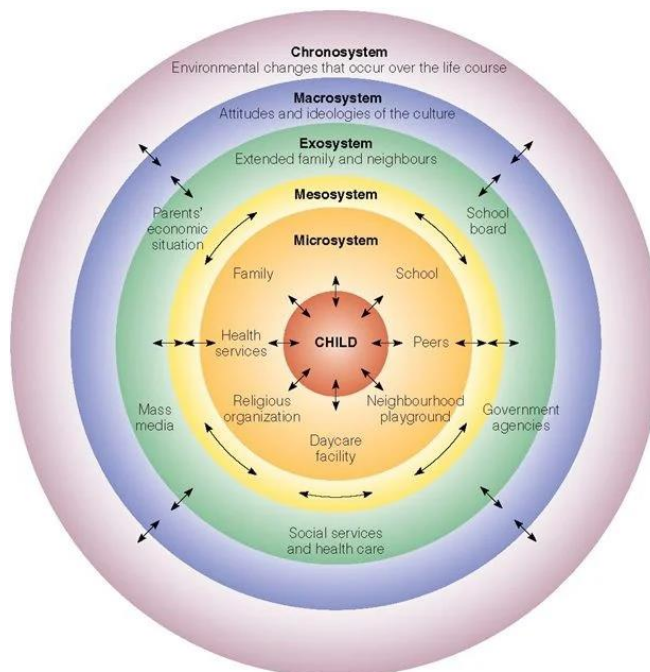 Chronosystem
Environmental changes that occur over the life course
Macrosystem
Attitudes and ideologies of the culture
Exosystem
Extended family and neighbours
Mesosystem
Parents'
economic
situation
School
board
Microsystem
Family
School
Health
services
CHILD
Peers
Religious
organization
Neighbourhood
playground
Mass
media
Government
agencies
Daycare
facility
Social services
and health care